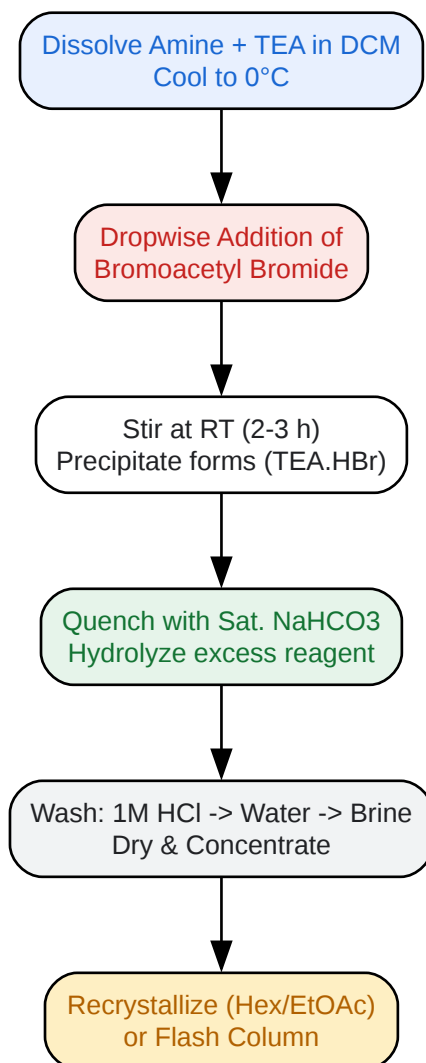 Dissolve Amine + TEA in DCM
Cool to 0°C
Dropwise Addition of
Bromoacetyl Bromide
Stir at RT (2-3 h)
Precipitate forms (TEA.HBr)
Quench with Sat. NaHCO3
Hydrolyze excess reagent
Wash: 1M HCl -> Water -> Brine
Dry & Concentrate
Recrystallize (Hex/EtOAc)
or Flash Column